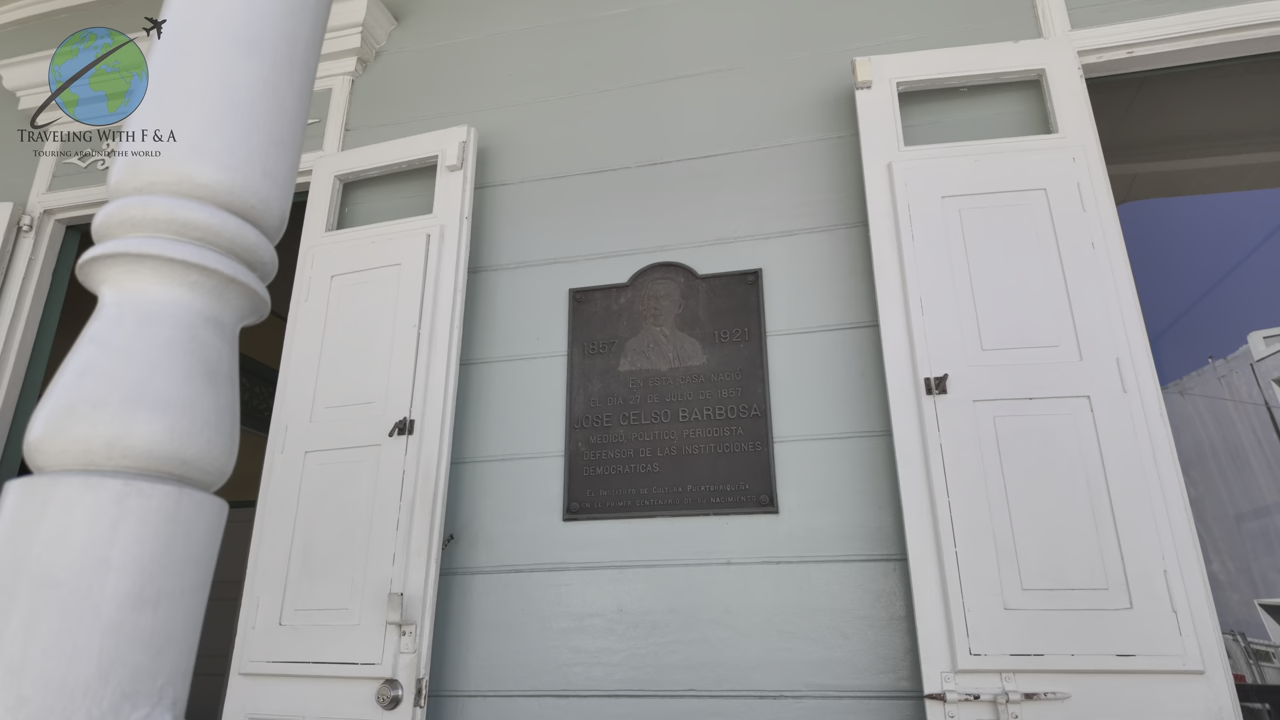 TRAVELING WITH F & A
TOURING AROUND THE WORLD
1857 1921
EN ESTA CASA NACIÓ
EL DÍA 27 DE JULIO DE 1857
JOSE CELSO BARBOSA
MEDICO, POLITICO, PERIODISTA
DEFENSOR DE LAS INSTITUCIONES
DEMOCRATICAS.
EL INSTITUTO DE CULTURA PUERTORRIQUEÑA
EN EL PRIMER CENTENARIO DE SU NACIMIENTO